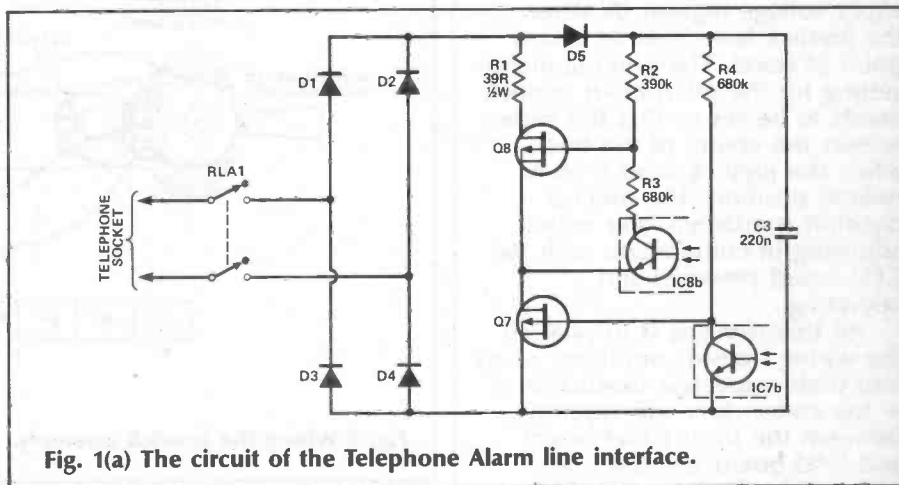 D1
D2
R1
39R
½W
D5
R2
390k
R4
680k
Q8
RLA1
TELEPHONE
SOCKET
R3
680k
C3
220n
IC8b
Q7
IC7b
D3
D4
Fig. 1(a) The circuit of the Telephone Alarm line interface.